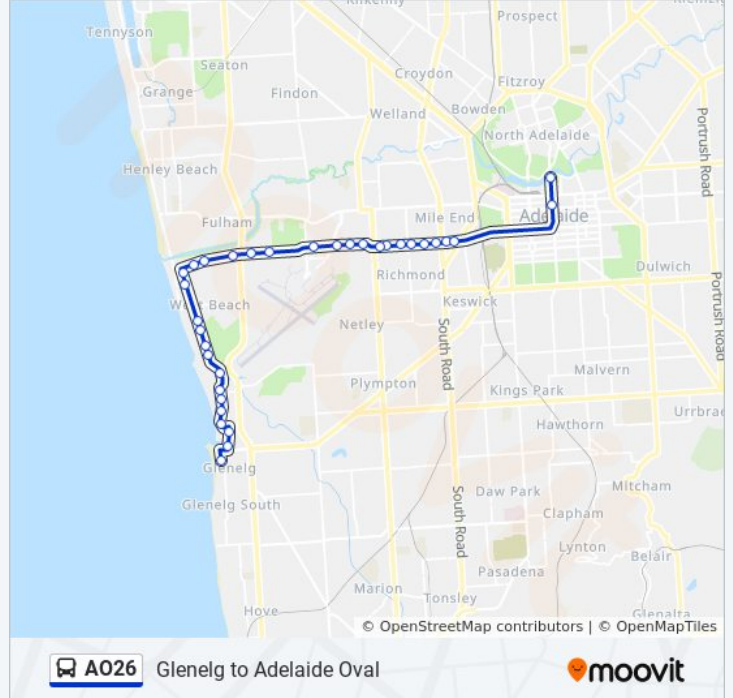 Kilkenny
Prospect
Tennyson
Seaton
Croydon
Fitzroy
Grange
Findon
Bowden
Welland
North Adelaide
Portrush Road
Henley Beach
Mile End
Adelaide
Fulham
Dulwich
Richmond
West Beach
Keswick
Portrush Road
Netley
South Road
Malvern
Plympton
Kings Park
Urrbrae
Hawthorn
Glenelg
Mitcham
Daw Park
Glenelg South
South Road
Clapham
Lynton
Belair
Pasadena
Marion
Tonsley
Hove
Glenalta
© OpenStreetMap contributors | © OpenMapTiles
AO26 Glenelg to Adelaide Oval
moovit